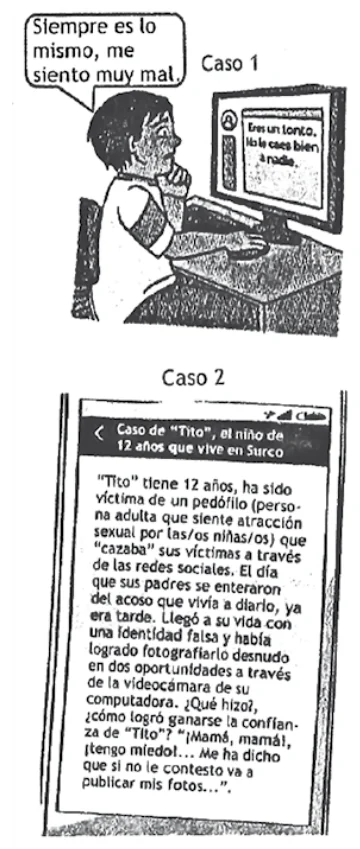 Siempre es lo
mismo, me
siento muy mal.
Caso 1
Eres un tonto.
No le caes bien
a nadie.
Caso 2
Caso de "Tito", el niño de
12 años que vive en Surco
"Tito" tiene 12 años, ha sido
víctima de un pedófilo (perso-
na adulta que siente atracción
sexual por las/os niñas/os) que
"cazaba" sus víctimas a través
de las redes sociales. El día
que sus padres se enteraron
del acoso que vivía a diario, ya
era tarde. Llegó a su vida con
una identidad falsa y había
logrado fotografiarlo desnudo
en dos oportunidades a través
de la videocámara de su
computadora. ¿Qué hizo?,
¿cómo logró ganarse la confian-
za de "Tito"? "¡Mamá, mamá!,
¡tengo miedo!... Me ha dicho
que si no le contesto va a
publicar mis fotos...".